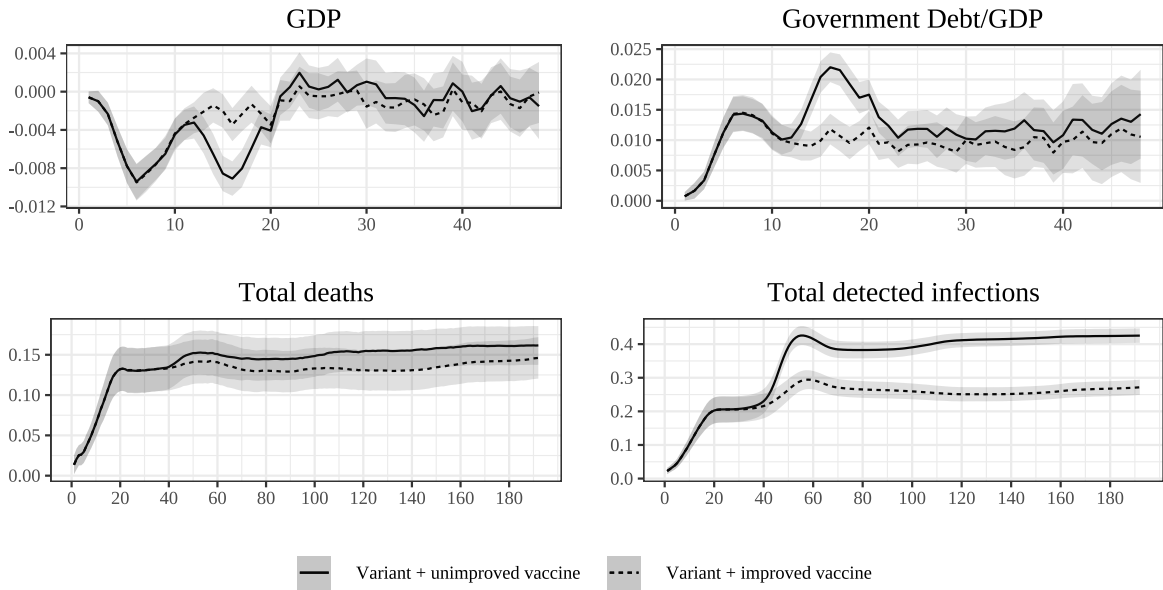 GDP
Government Debt/GDP
0.004
0.000
-0.004
-0.008
-0.012
0 10 20 30 40
0.025
0.020
0.015
0.010
0.005
0.000
0 10 20 30 40
Total deaths
Total detected infections
0.15
0.10
0.05
0.00
0 20 40 60 80 100 120 140 160 180
0.4
0.3
0.2
0.1
0.0
0 20 40 60 80 100 120 140 160 180
Variant + unimproved vaccine
Variant + improved vaccine